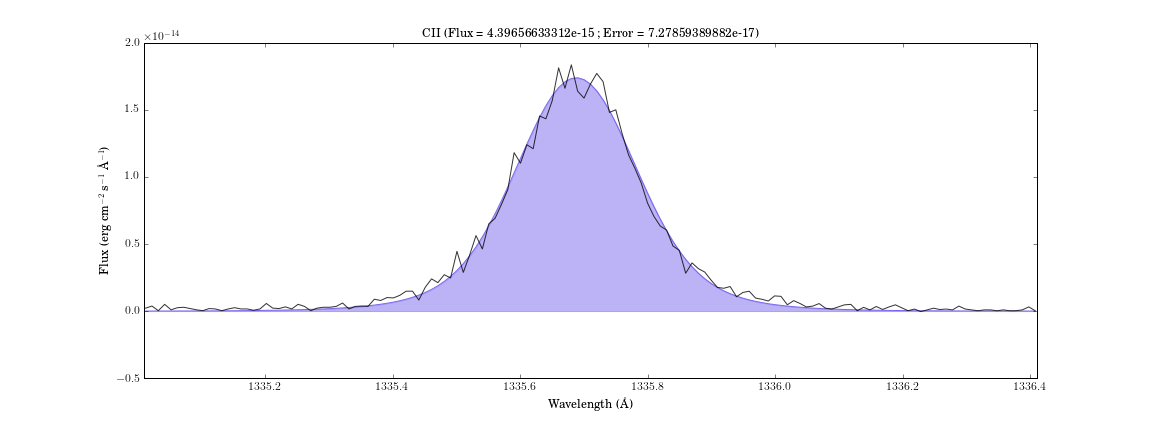 CII (Flux = 4.39656633312e-15 ; Error = 7.27859389882e-17)
×10⁻¹⁴
2.0
1.5
1.0
0.5
0.0
−0.5
Flux (erg cm⁻² s⁻¹ Å⁻¹)
1335.2 1335.4 1335.6 1335.8 1336.0 1336.2 1336.4
Wavelength (Å)